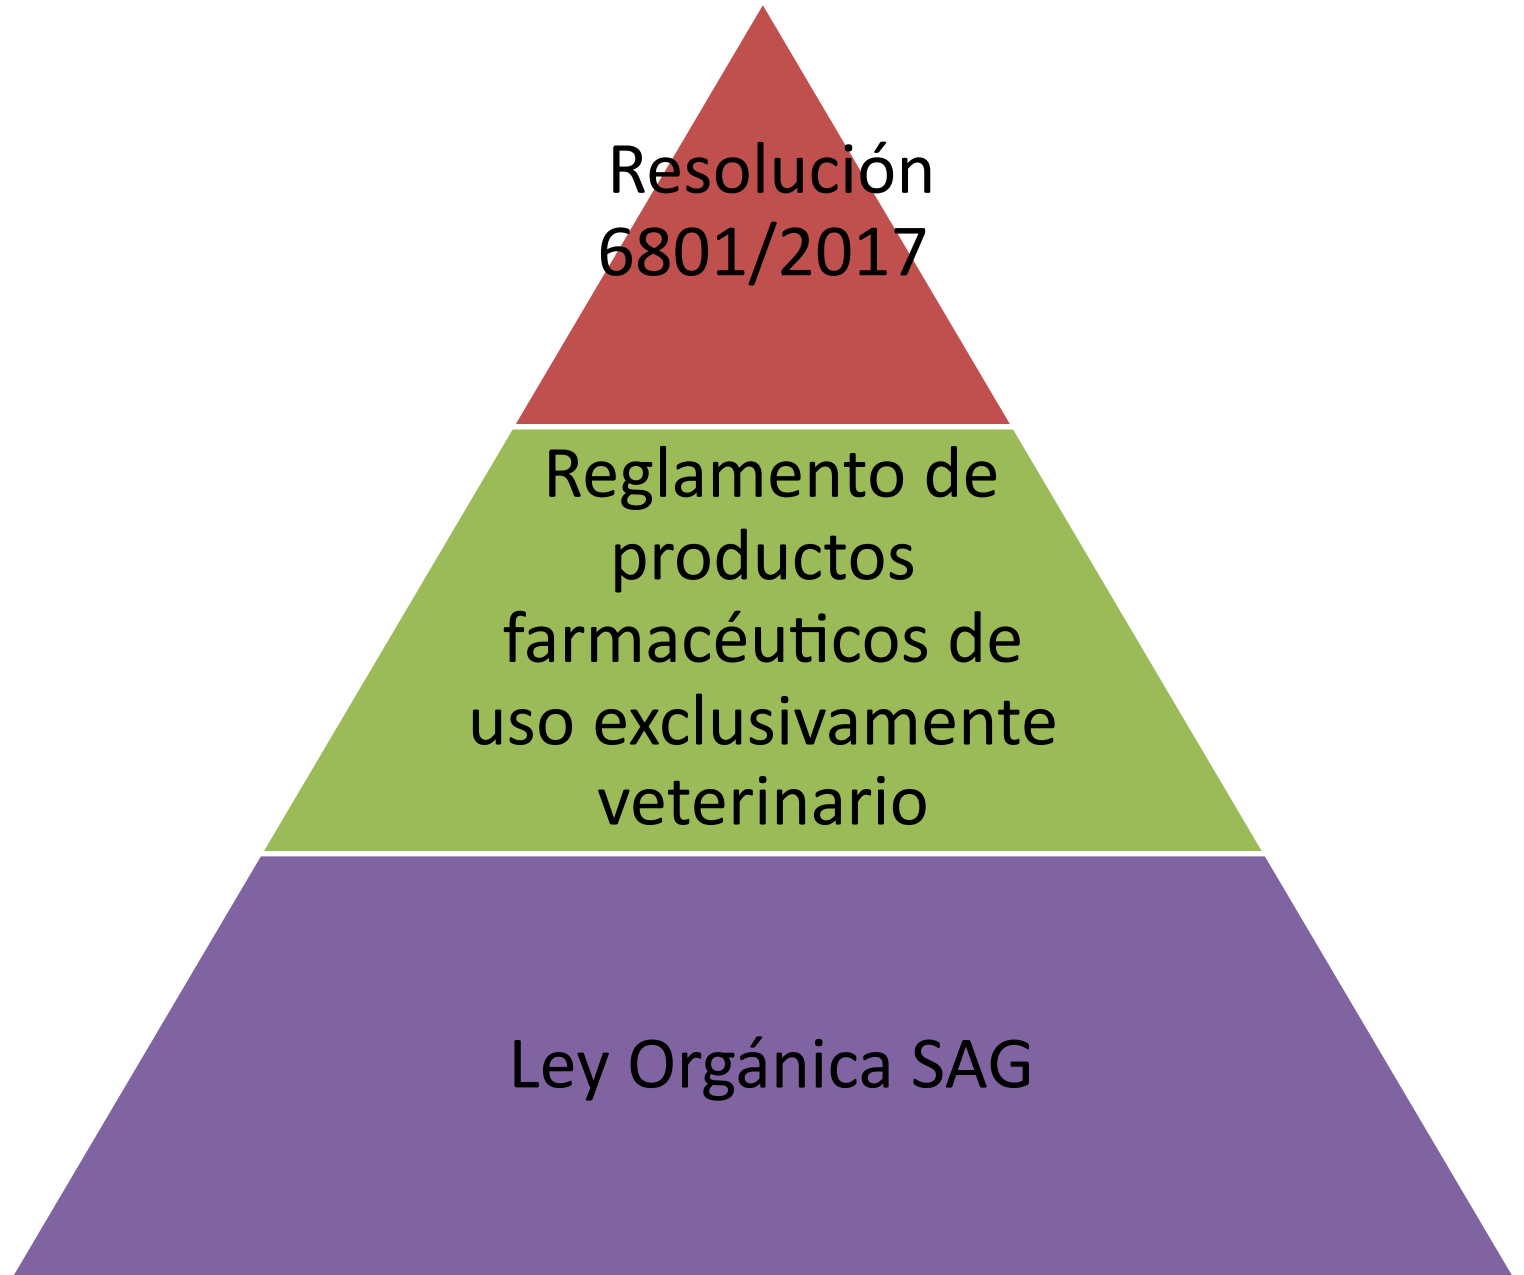 Resolución
6801/2017
Reglamento de
productos
farmacéuticos de
uso exclusivamente
veterinario
Ley Orgánica SAG